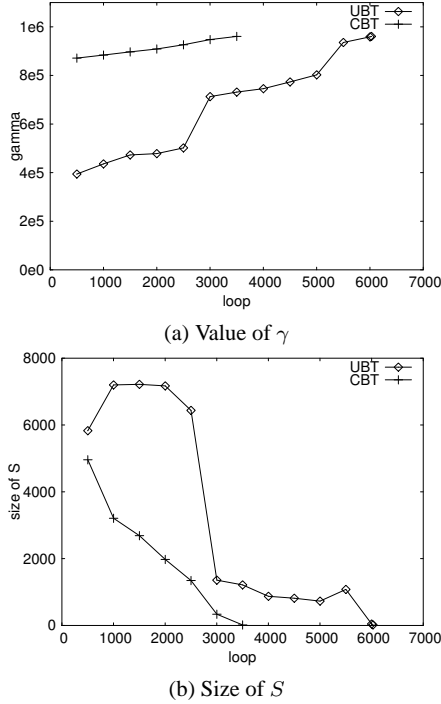 UBT
CBT
1e6
8e5
6e5
4e5
2e5
0e0
gamma
0 1000 2000 3000 4000 5000 6000 7000
loop
(a) Value of γ
UBT
CBT
8000
6000
4000
2000
0
size of S
0 1000 2000 3000 4000 5000 6000 7000
loop
(b) Size of S